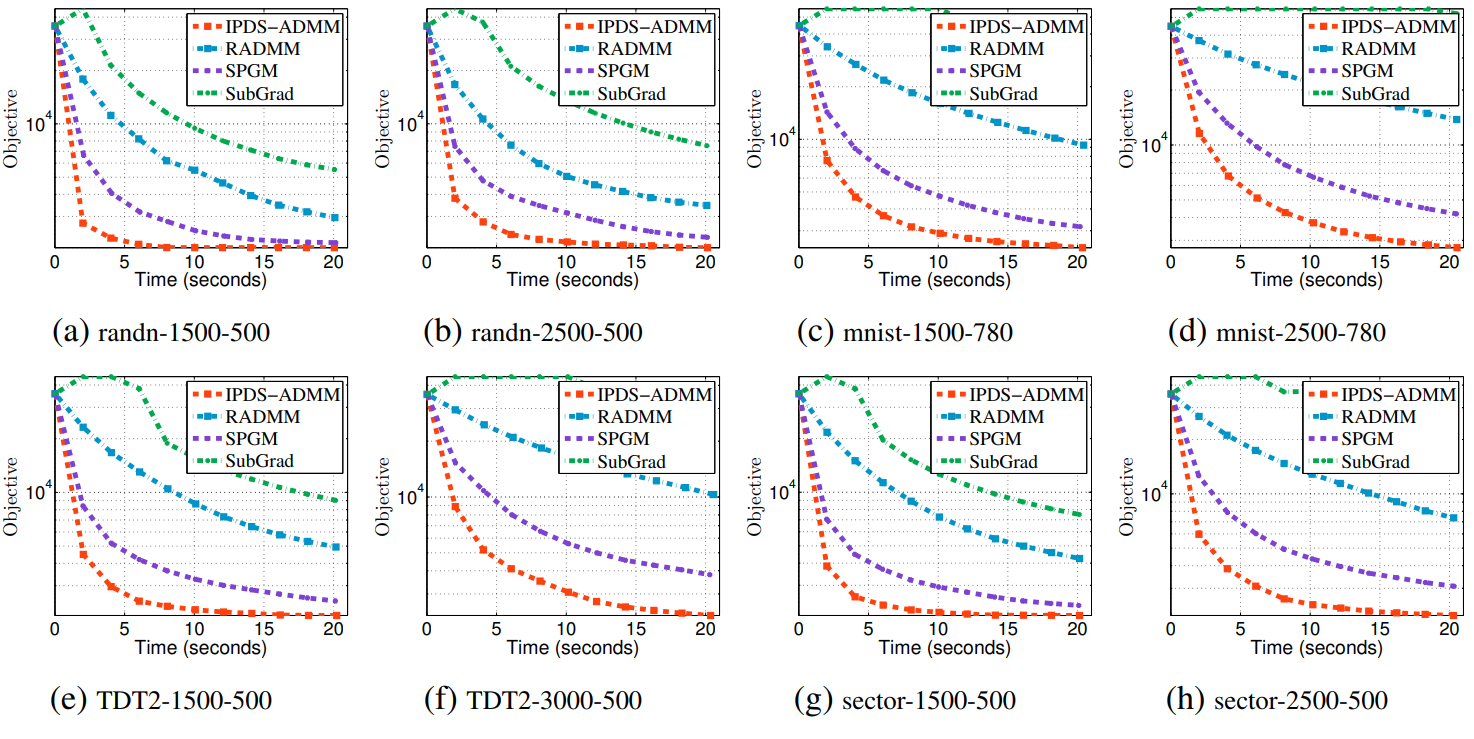 IPDS-ADMM
RADMM
SPGM
SubGrad
Objective
10^4
0 5 10 15 20
Time (seconds)
(a) randn-1500-500
IPDS-ADMM
RADMM
SPGM
SubGrad
Objective
10^4
0 5 10 15 20
Time (seconds)
(b) randn-2500-500
IPDS-ADMM
RADMM
SPGM
SubGrad
Objective
10^4
0 5 10 15 20
Time (seconds)
(c) mnist-1500-780
IPDS-ADMM
RADMM
SPGM
SubGrad
Objective
10^4
0 5 10 15 20
Time (seconds)
(d) mnist-2500-780
IPDS-ADMM
RADMM
SPGM
SubGrad
Objective
10^4
0 5 10 15 20
Time (seconds)
(e) TDT2-1500-500
IPDS-ADMM
RADMM
SPGM
SubGrad
Objective
10^4
0 5 10 15 20
Time (seconds)
(f) TDT2-3000-500
IPDS-ADMM
RADMM
SPGM
SubGrad
Objective
10^4
0 5 10 15 20
Time (seconds)
(g) sector-1500-500
IPDS-ADMM
RADMM
SPGM
SubGrad
Objective
10^4
0 5 10 15 20
Time (seconds)
(h) sector-2500-500